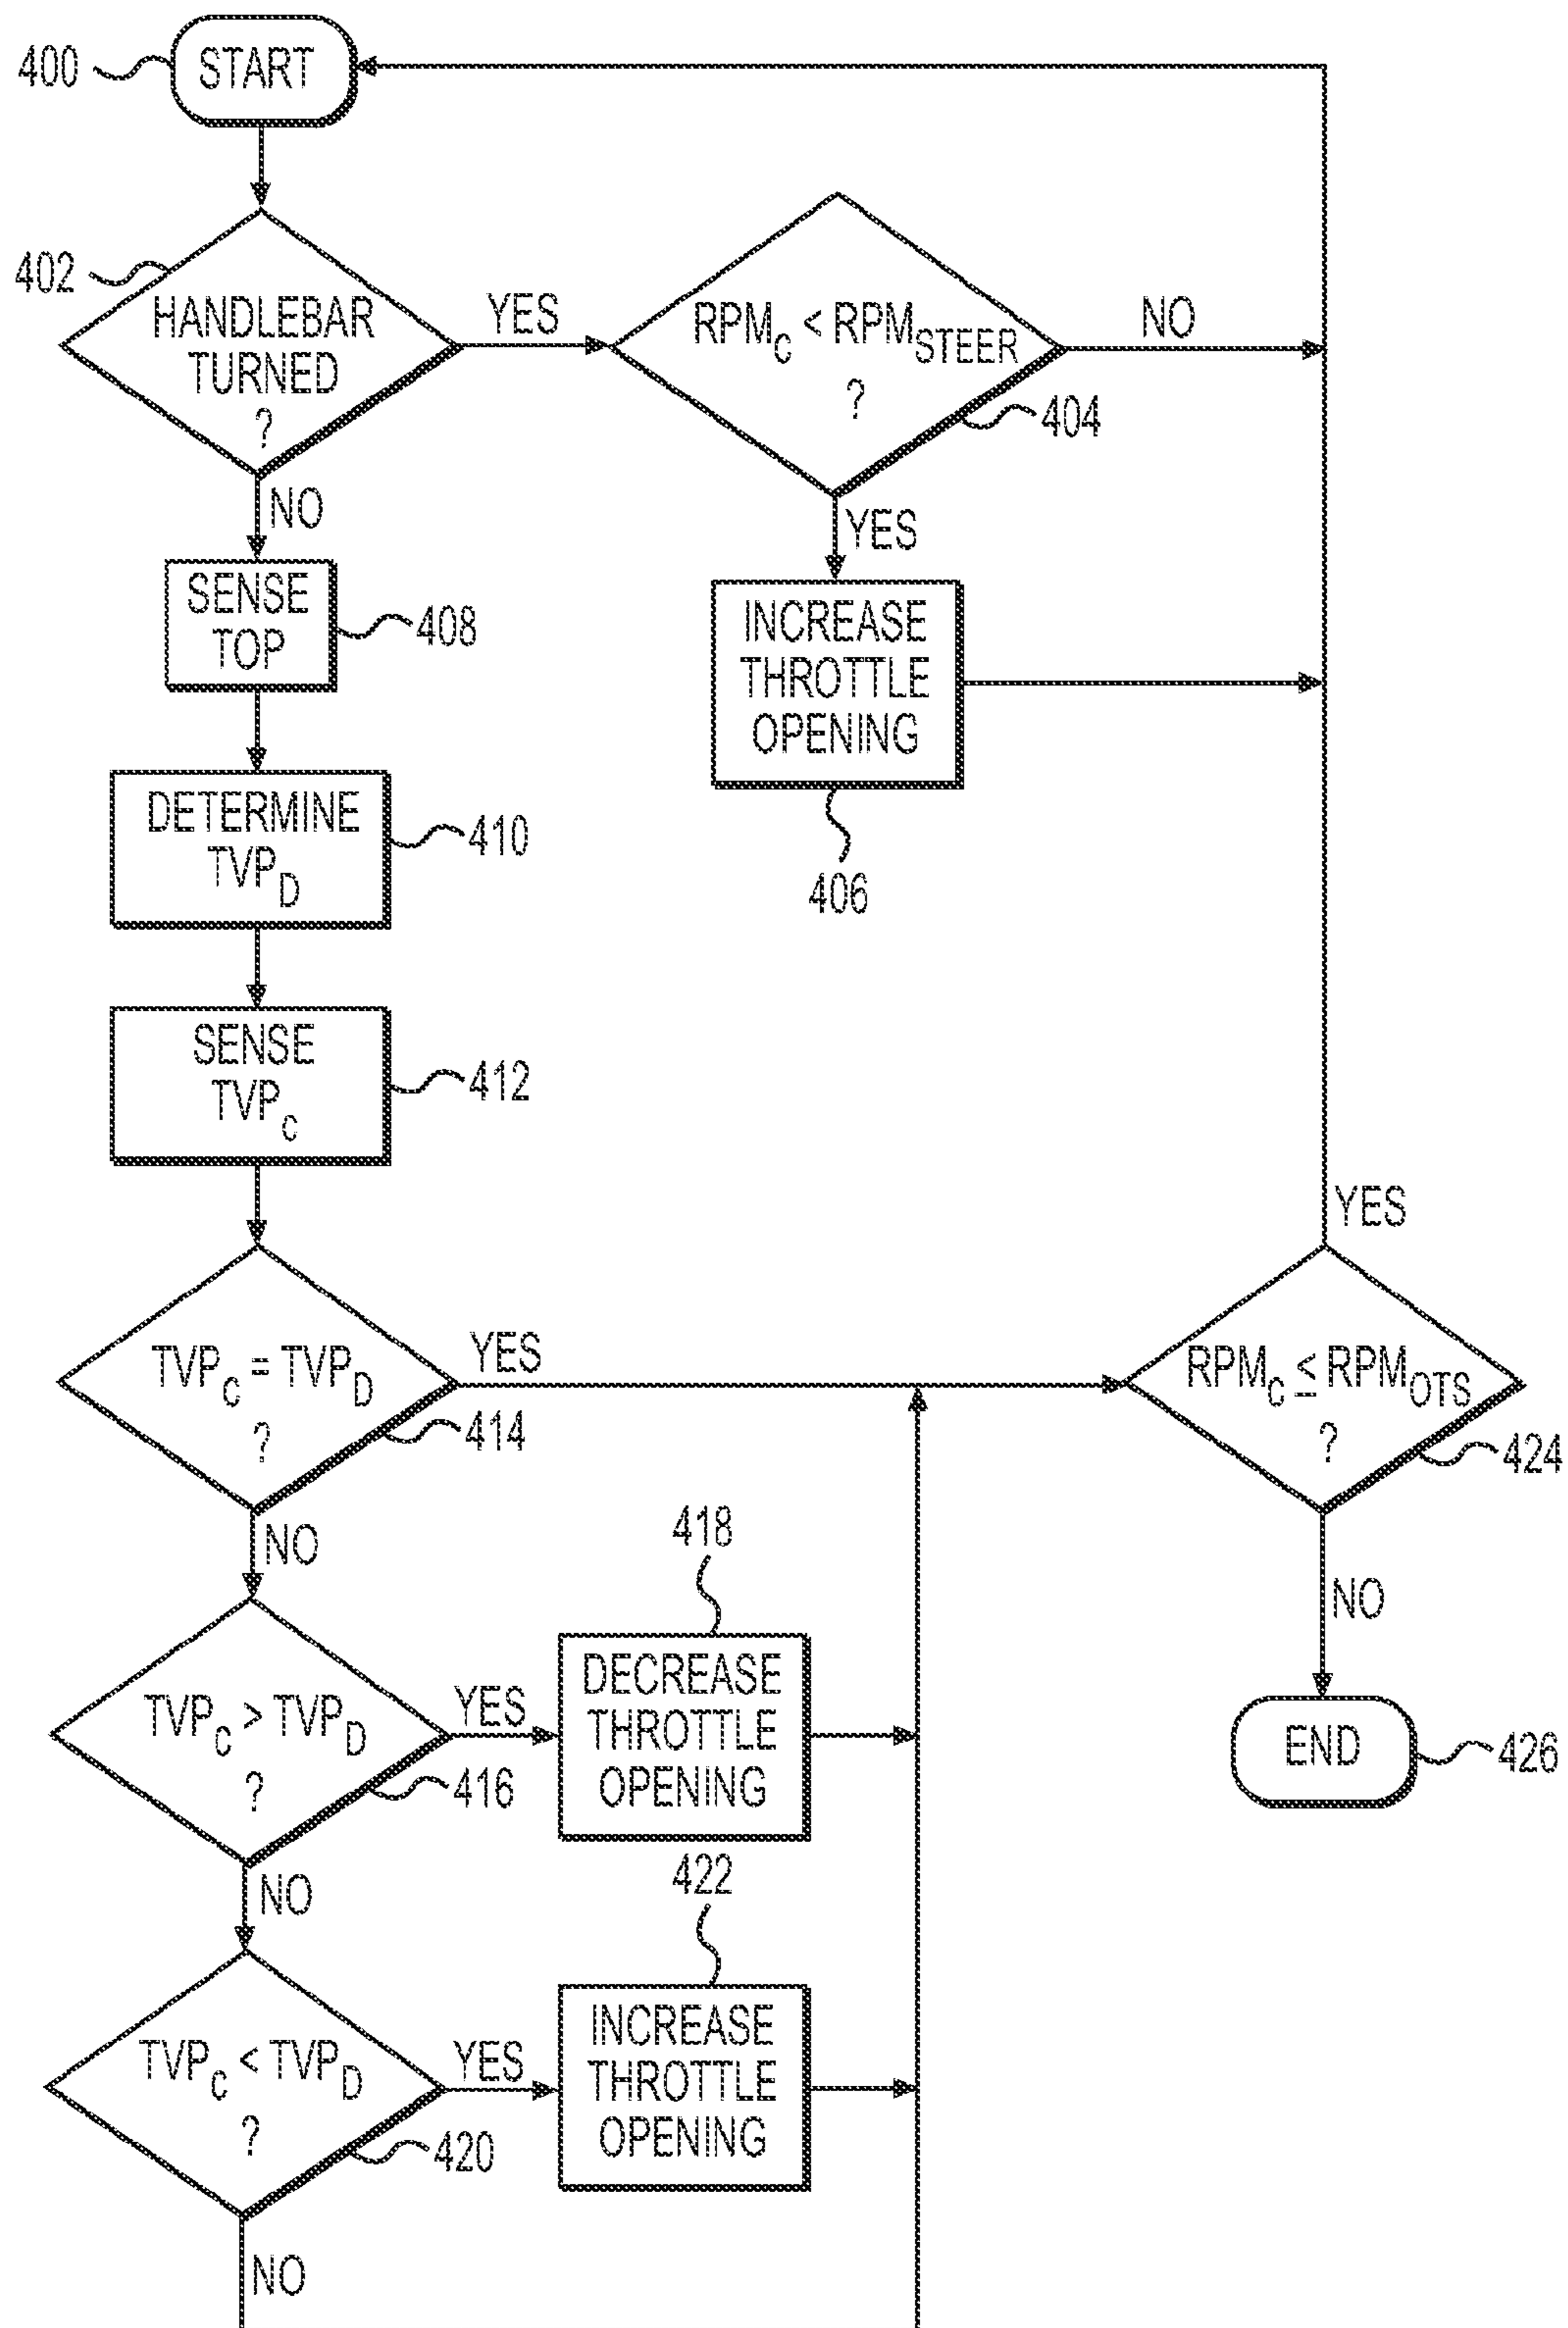 400
START
402
HANDLEBAR
TURNED
?
YES
RPMC < RPMSTEER
?
NO
404
NO
YES
SENSE
TOP
408
INCREASE
THROTTLE
OPENING
406
DETERMINE
TVPD
410
SENSE
TVPC
412
YES
TVPC = TVPD
?
YES
414
RPMC ≤ RPMOTS
?
424
NO
418
NO
TVPC > TVPD
?
YES
416
DECREASE
THROTTLE
OPENING
END
426
NO
422
TVPC < TVPD
?
YES
420
INCREASE
THROTTLE
OPENING
NO